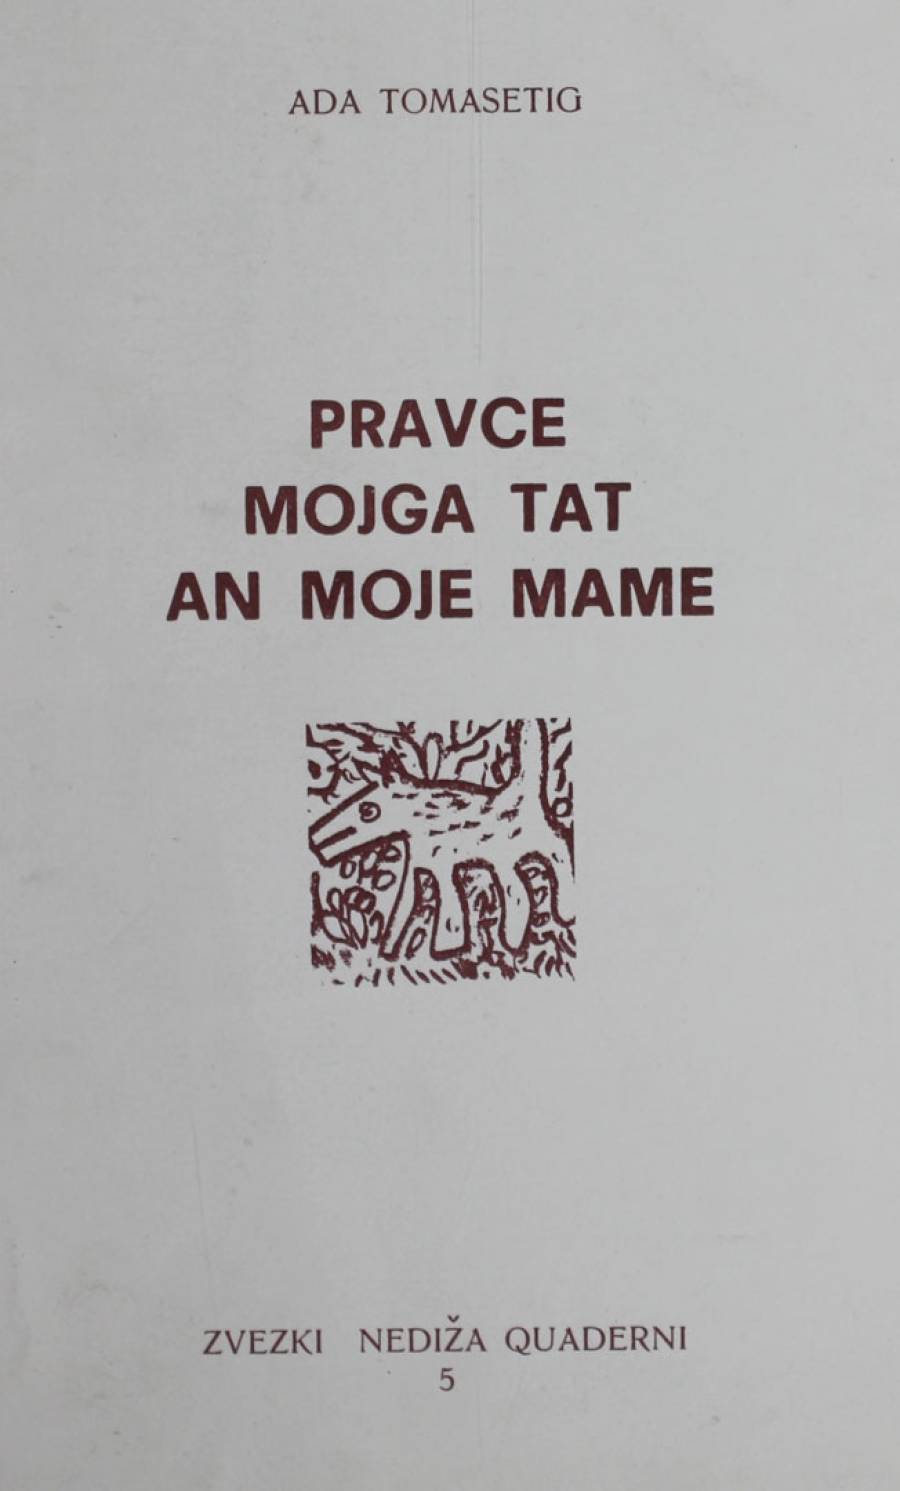 ADA TOMASETIG
PRAVCE
MOJGA TAT
AN MOJE MAME
ZVEZKI NEDIŽA QUADERNI
5